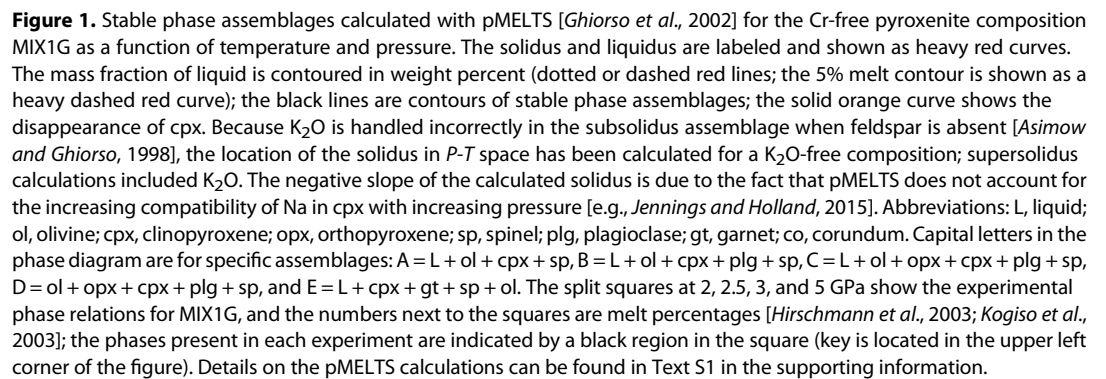 Figure 1. Stable phase assemblages calculated with pMELTS [Ghiorso et al., 2002] for the Cr-free pyroxenite composition
MIX1G as a function of temperature and pressure. The solidus and liquidus are labeled and shown as heavy red curves.
The mass fraction of liquid is contoured in weight percent (dotted or dashed red lines; the 5% melt contour is shown as a
heavy dashed red curve); the black lines are contours of stable phase assemblages; the solid orange curve shows the
disappearance of cpx. Because K2O is handled incorrectly in the subsolidus assemblage when feldspar is absent [Asimow
and Ghiorso, 1998], the location of the solidus in P-T space has been calculated for a K2O-free composition; supersolidus
calculations included K2O. The negative slope of the calculated solidus is due to the fact that pMELTS does not account for
the increasing compatibility of Na in cpx with increasing pressure [e.g., Jennings and Holland, 2015]. Abbreviations: L, liquid;
ol, olivine; cpx, clinopyroxene; opx, orthopyroxene; sp, spinel; plg, plagioclase; gt, garnet; co, corundum. Capital letters in the
phase diagram are for specific assemblages: A = L + ol + cpx + sp, B = L + ol + cpx + plg + sp, C = L + ol + opx + cpx + plg + sp,
D = ol + opx + cpx + plg + sp, and E = L + cpx + gt + sp + ol. The split squares at 2, 2.5, 3, and 5 GPa show the experimental
phase relations for MIX1G, and the numbers next to the squares are melt percentages [Hirschmann et al., 2003; Kogiso et al.,
2003]; the phases present in each experiment are indicated by a black region in the square (key is located in the upper left
corner of the figure). Details on the pMELTS calculations can be found in Text S1 in the supporting information.